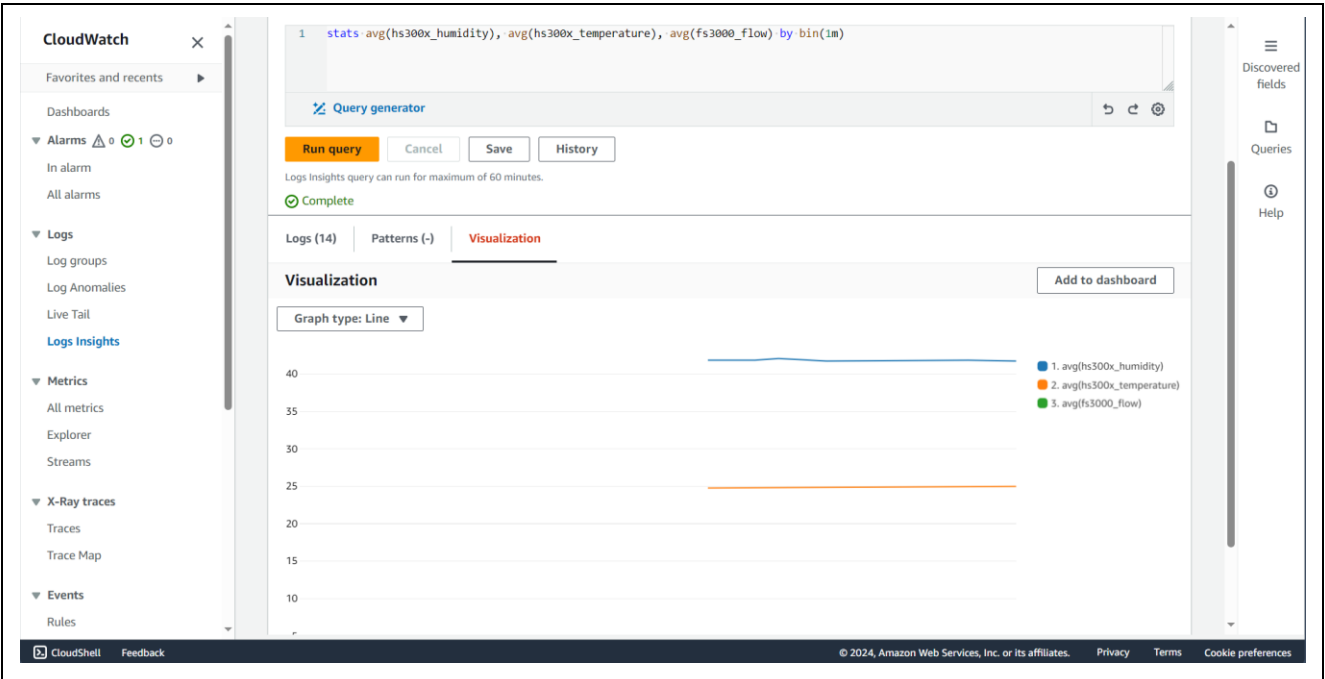 CloudWatch
Favorites and recents
Dashboards
Alarms 0 1 0
In alarm
All alarms
Logs
Log groups
Log Anomalies
Live Tail
Logs Insights
Metrics
All metrics
Explorer
Streams
X-Ray traces
Traces
Trace Map
Events
Rules
1 stats avg(hs300x_humidity), avg(hs300x_temperature), avg(fs3000_flow) by bin(1m)
Query generator
Run query Cancel Save History
Logs Insights query can run for maximum of 60 minutes.
Complete
Logs (14) Patterns (-) Visualization
Visualization Add to dashboard
Graph type: Line
40
35
30
25
20
15
10
1. avg(hs300x_humidity)
2. avg(hs300x_temperature)
3. avg(fs3000_flow)
Discovered
fields
Queries
Help
CloudShell Feedback © 2024, Amazon Web Services, Inc. or its affiliates. Privacy Terms Cookie preferences